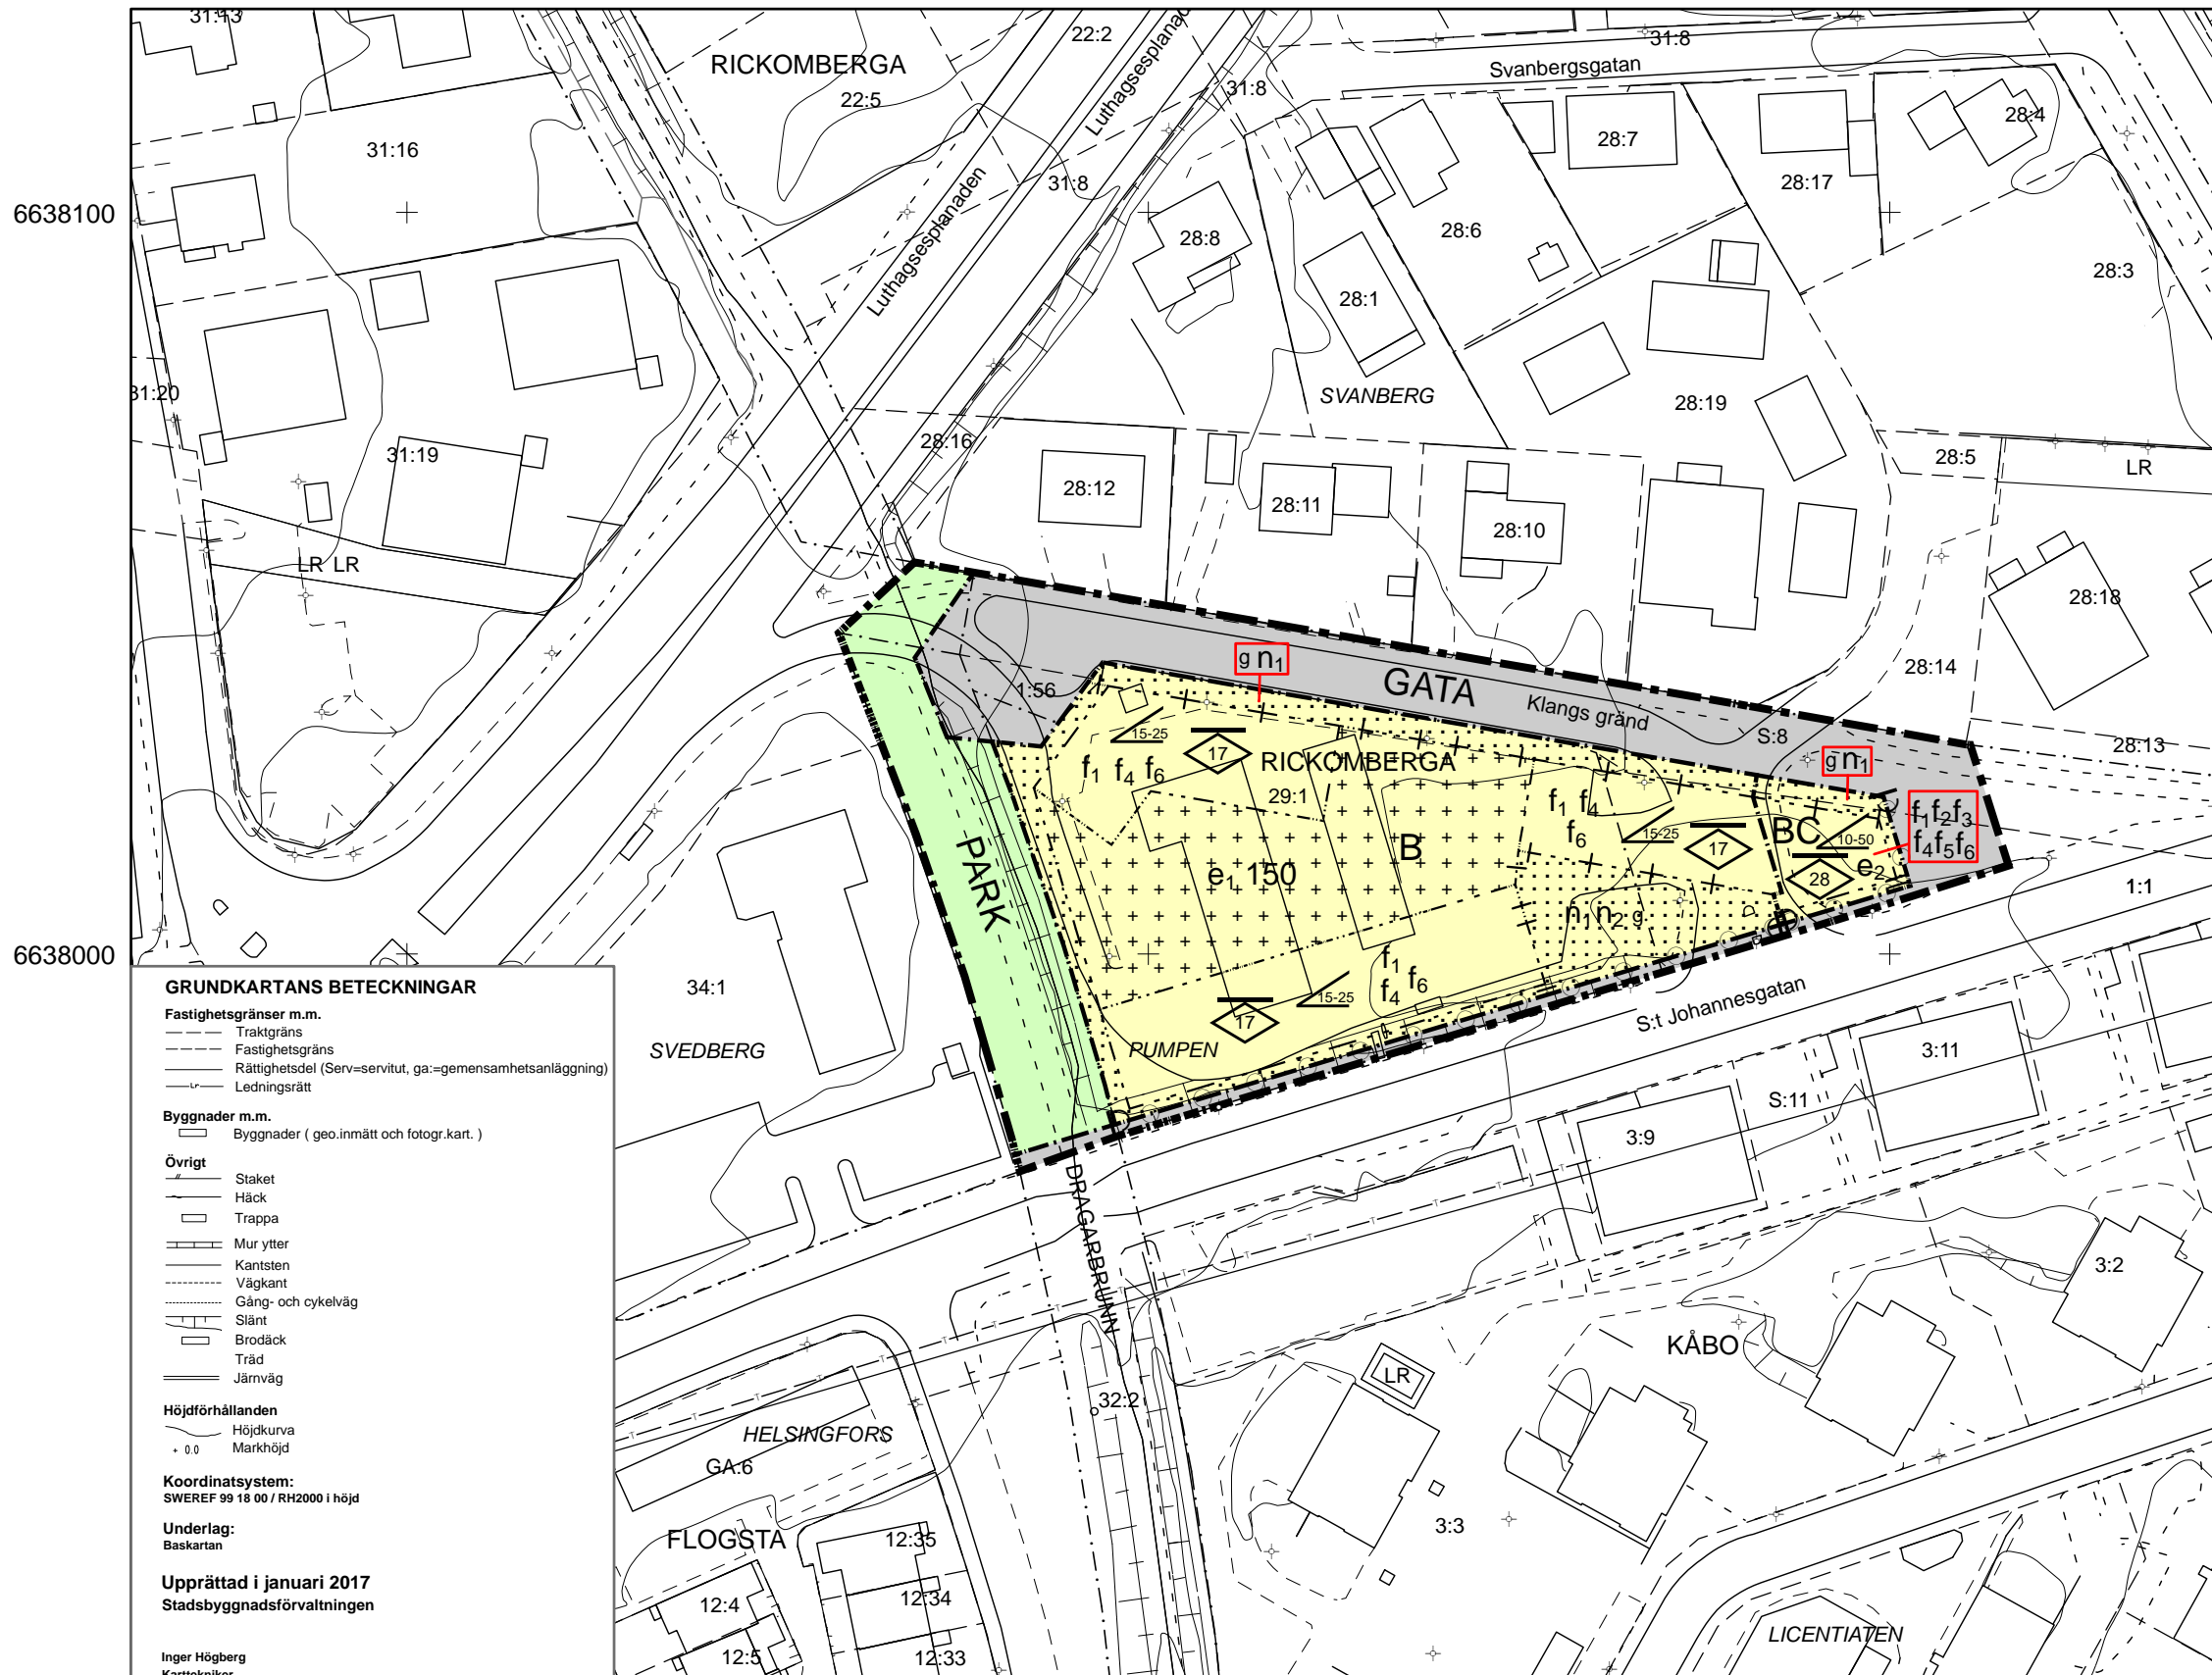 31:13
RICKOMBERGA
22:5
22:2
Luthagsesplanad
31:8
31:8
Svanbergsgatan
31:16
28:7
28:4
28:17
6638100
31:8
28:8
28:6
Luthagsesplanaden
28:3
28:1
31:20
SVANBERG
28:19
31:19
28:16
28:5
LR
28:12
28:11
28:10
LR LR
28:18
g n1
28:14
1:56
GATA
Klangs gränd
S:8
28:13
15-25
17
RICKOMBERGA
g n1
f1 f4 f6
29:1
f1 f4
f6
15-25
17
BC
10-50
f1f2f3
f4f5f6
PARK
B
e1 150
e2
28
1:1
n1 n2 g
6638000
f1
f4
f6
34:1
15-25
17
S:t Johannesgatan
SVEDBERG
PUMPEN
3:11
S:11
3:9
DRAGARBRUNN
3:2
KÅBO
LR
32:2
HELSINGFORS
GA:6
3:3
FLOGSTA
12:35
12:4
12:34
12:5
12:33
LICENTIATEN
GRUNDKARTANS BETECKNINGAR
Fastighetsgränser m.m.
Traktgräns
Fastighetsgräns
Rättighetsdel (Serv=servitut, ga:=gemensamhetsanläggning)
Ledningsrätt
Byggnader m.m.
Byggnader ( geo.inmätt och fotogr.kart. )
Övrigt
Staket
Häck
Trappa
Mur ytter
Kantsten
Vägkant
Gång- och cykelväg
Slänt
Brodäck
Träd
Järnväg
Höjdförhållanden
Höjdkurva
+ 0.0 Markhöjd
Koordinatsystem:
SWEREF 99 18 00 / RH2000 i höjd
Underlag:
Baskartan
Upprättad i januari 2017
Stadsbyggnadsförvaltningen
Inger Högberg
Karttekniker